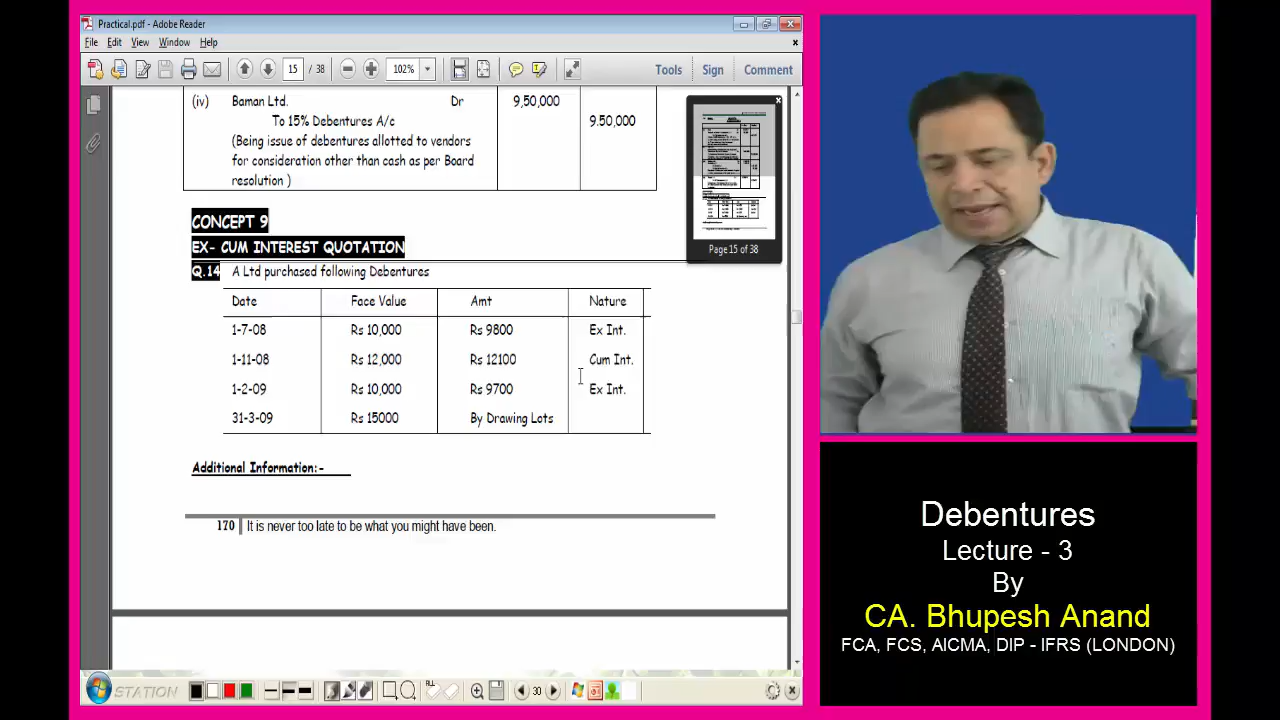 Practical.pdf - Adobe Reader
File Edit View Window Help
15 / 38 102% Tools Sign Comment
(iv) Baman Ltd. Dr 9,50,000
To 15% Debentures A/c 9.50,000
(Being issue of debentures allotted to vendors
for consideration other than cash as per Board
resolution )
Page 15 of 38
CONCEPT 9
EX- CUM INTEREST QUOTATION
Q.14 A Ltd purchased following Debentures
Date Face Value Amt Nature
1-7-08 Rs 10,000 Rs 9800 Ex Int.
1-11-08 Rs 12,000 Rs 12100 Cum Int.
1-2-09 Rs 10,000 Rs 9700 Ex Int.
31-3-09 Rs 15000 By Drawing Lots
Additional Information:-
170 It is never too late to be what you might have been.
STATION 30
Debentures
Lecture - 3
By
CA. Bhupesh Anand
FCA, FCS, AICMA, DIP - IFRS (LONDON)